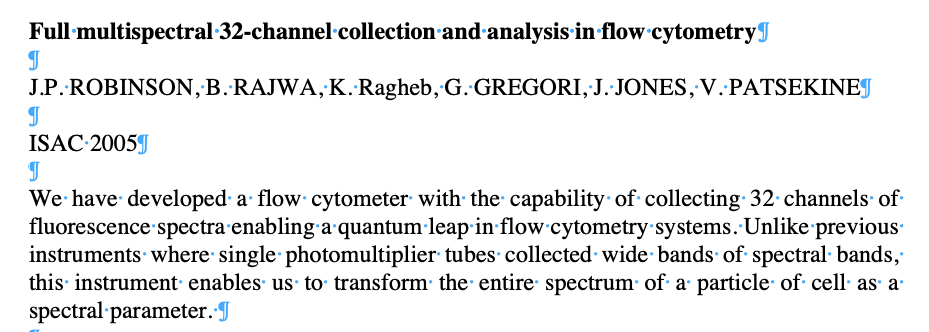 Full multispectral 32-channel collection and analysis in flow cytometry
J.P. ROBINSON, B. RAJWA, K. Ragheb, G. GREGORI, J. JONES, V. PATSEKINE
ISAC 2005
We have developed a flow cytometer with the capability of collecting 32 channels of
fluorescence spectra enabling a quantum leap in flow cytometry systems. Unlike previous
instruments where single photomultiplier tubes collected wide bands of spectral bands,
this instrument enables us to transform the entire spectrum of a particle of cell as a
spectral parameter.